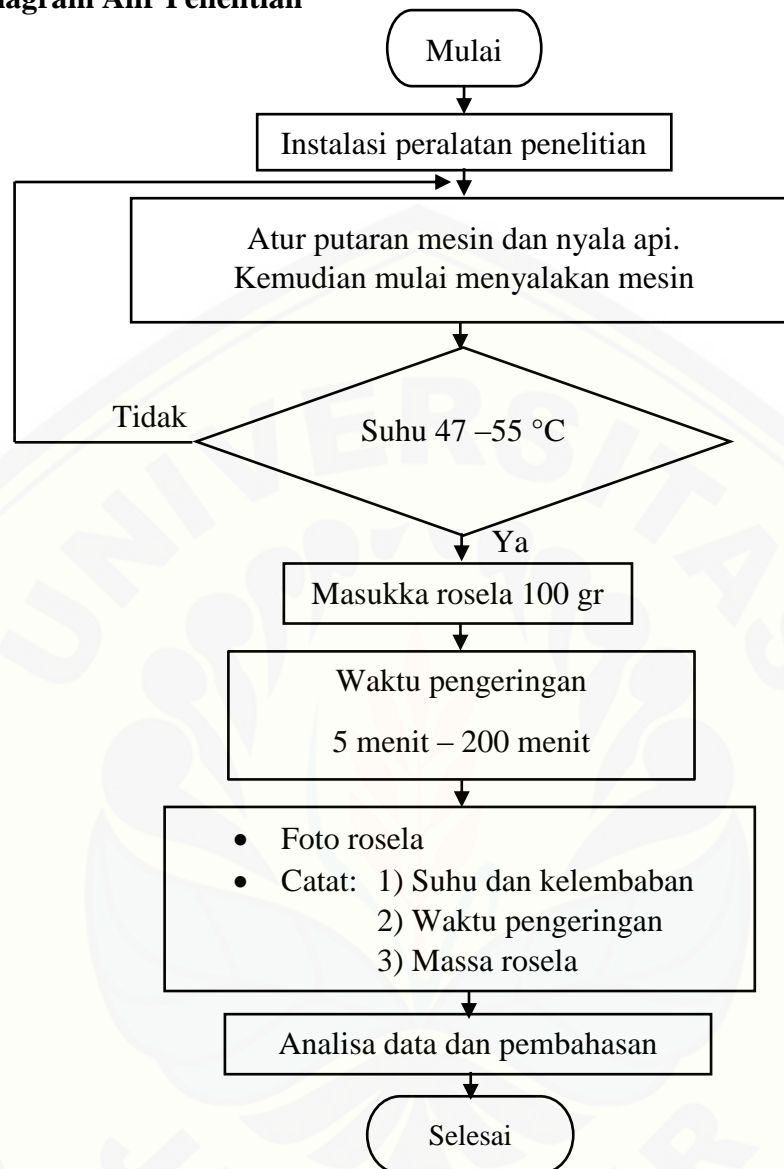 Diagram Alir Penelitian
Mulai
Instalasi peralatan penelitian
Atur putaran mesin dan nyala api.
Kemudian mulai menyalakan mesin
Tidak
Suhu 47 –55 °C
Ya
Masukka rosela 100 gr
Waktu pengeringan
5 menit – 200 menit
• Foto rosela
• Catat: 1) Suhu dan kelembaban
2) Waktu pengeringan
3) Massa rosela
Analisa data dan pembahasan
Selesai
UNIVERSITAS